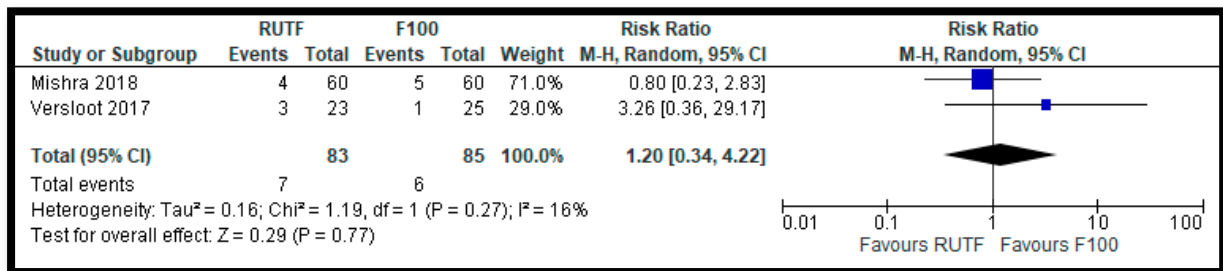 RUTF F100 Risk Ratio Risk Ratio
Study or Subgroup Events Total Events Total Weight M-H, Random, 95% CI M-H, Random, 95% CI
Mishra 2018 4 60 5 60 71.0% 0.80 [0.23, 2.83]
Versloot 2017 3 23 1 25 29.0% 3.26 [0.36, 29.17]
Total (95% CI) 83 85 100.0% 1.20 [0.34, 4.22]
Total events 7 6
Heterogeneity: Tau² = 0.16; Chi² = 1.19, df = 1 (P = 0.27); I² = 16%
Test for overall effect: Z = 0.29 (P = 0.77)
0.01 0.1 1 10 100
Favours RUTF Favours F100